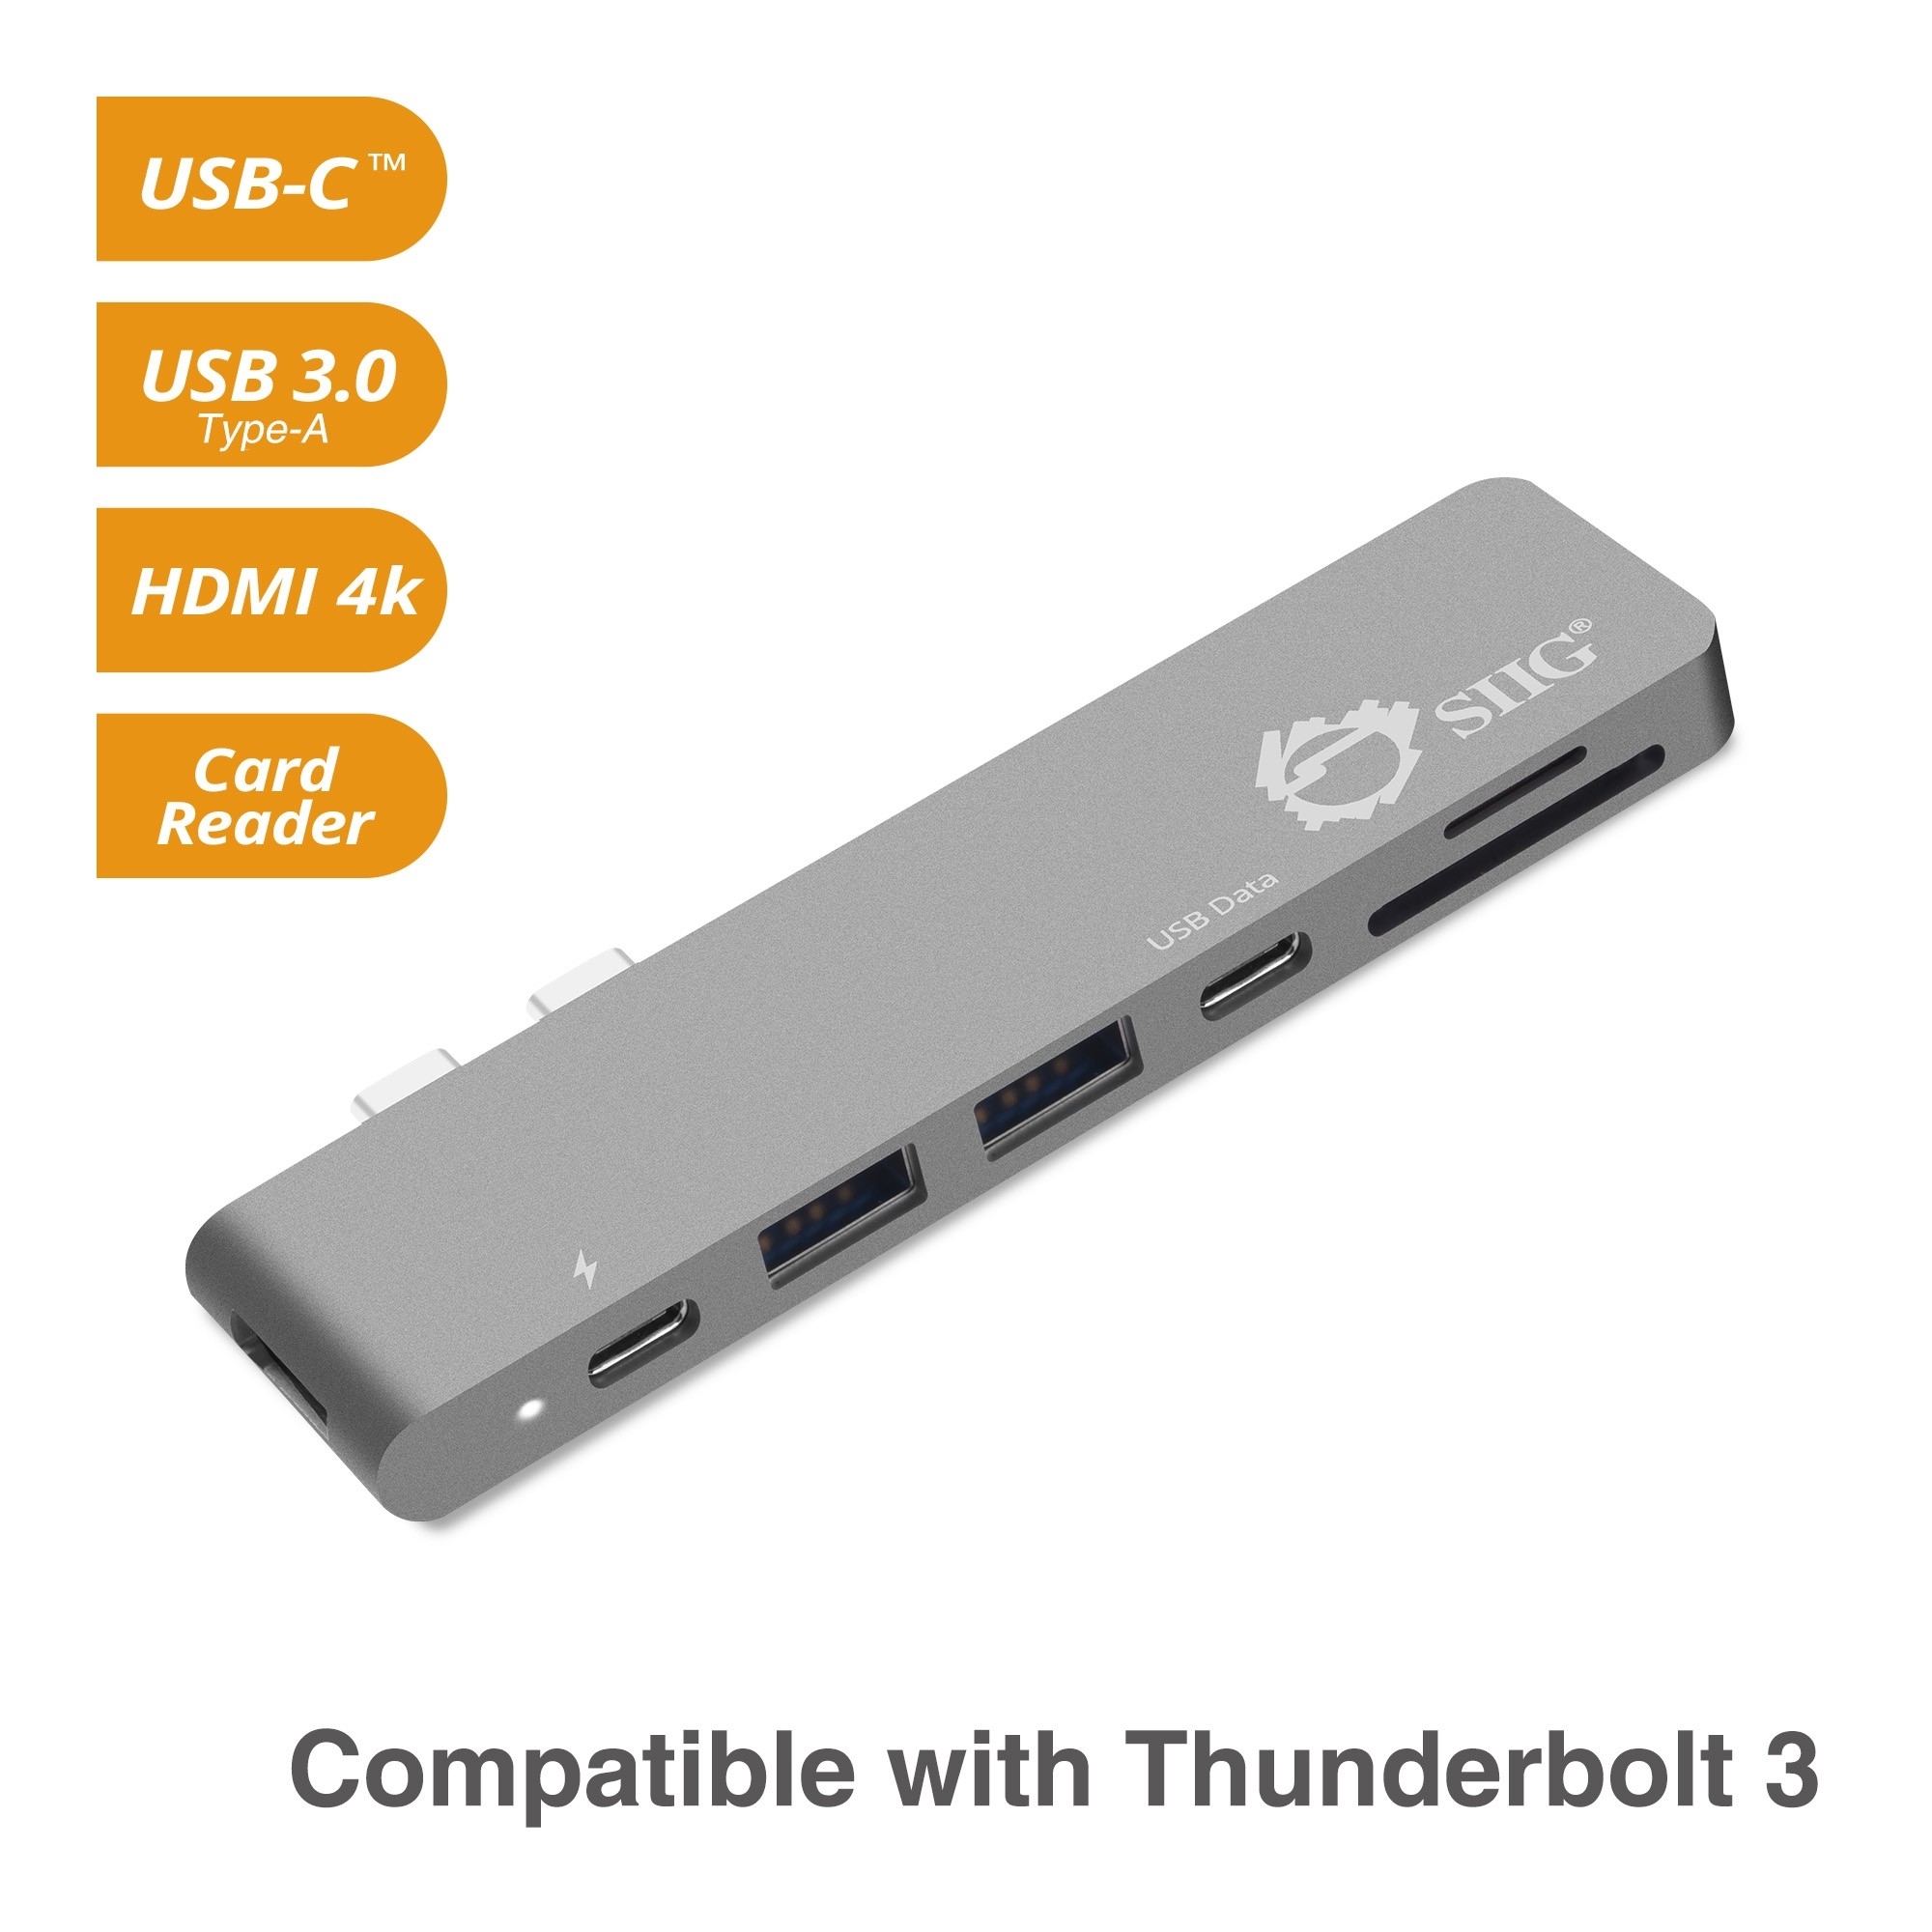 USB-C™
USB 3.0
Type-A
HDMI 4k
Card
Reader
SIIG®
USB Data
Compatible with Thunderbolt 3